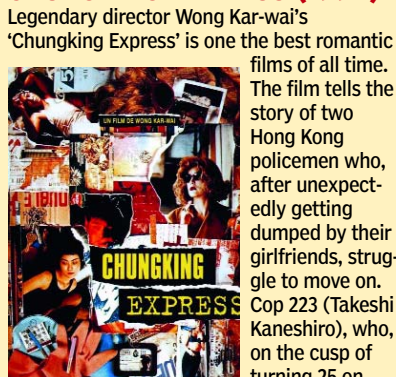 Legendary director Wong Kar-wai's
'Chungking Express' is one the best romantic
films of all time.
The film tells the
story of two
Hong Kong
policemen who,
after unexpect-
edly getting
dumped by their
girlfriends, strug-
gle to move on.
Cop 223 (Takeshi
Kaneshiro), who,
on the cusp of
turning 25 on
UN FILM DE WONG KAR-WAI
CHUNGKING
EXPRESS